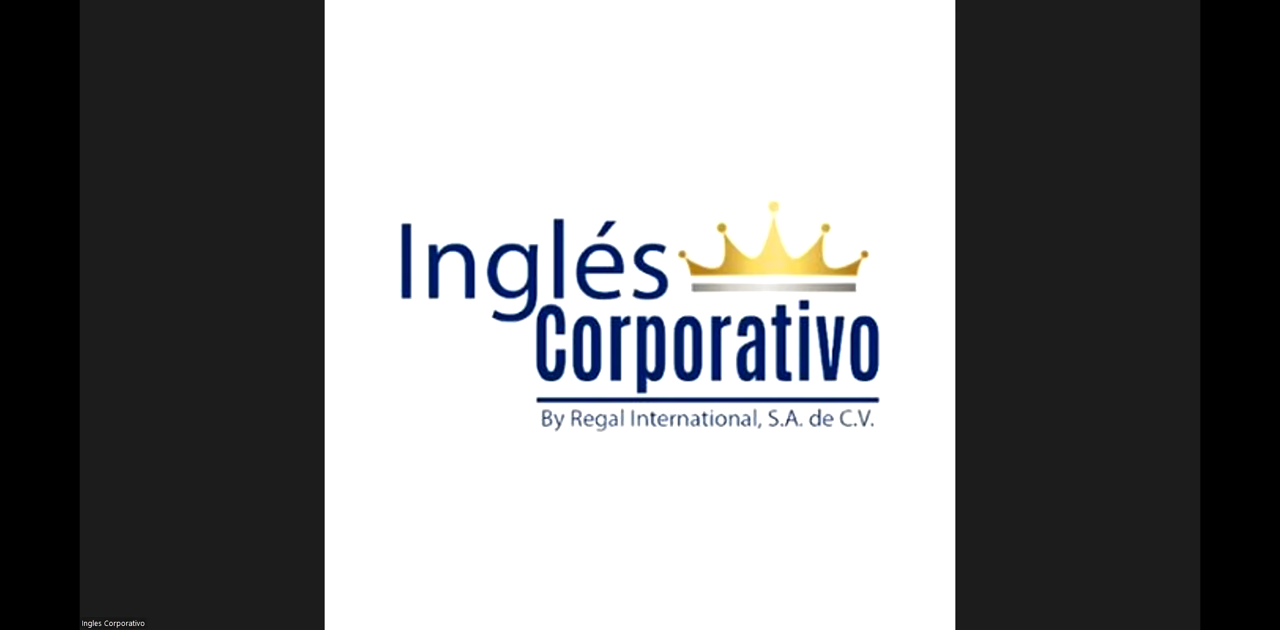 Inglés
Corporativo
By Regal International, S.A. de C.V.
Ingles Corporativo